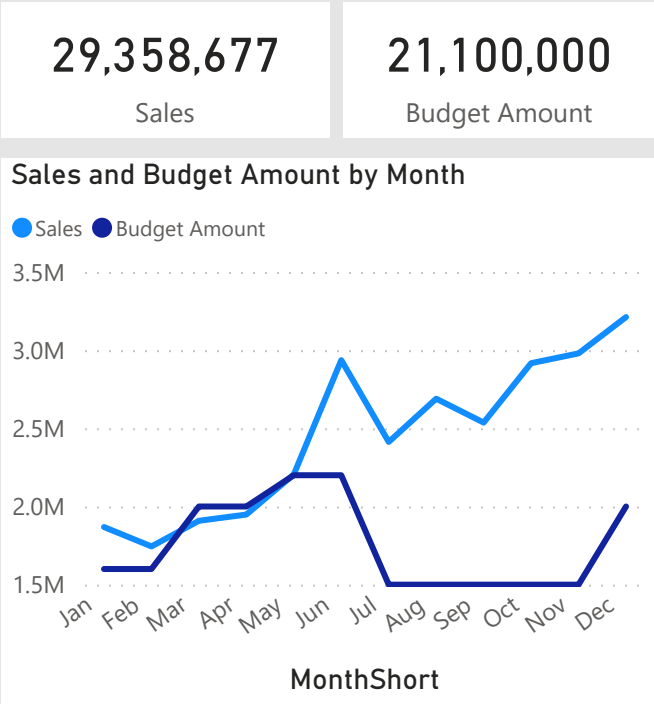 29,358,677
Sales
21,100,000
Budget Amount
Sales and Budget Amount by Month
Sales Budget Amount
3.5M
3.0M
2.5M
2.0M
1.5M
Jan Feb Mar Apr May Jun Jul Aug Sep Oct Nov Dec
MonthShort